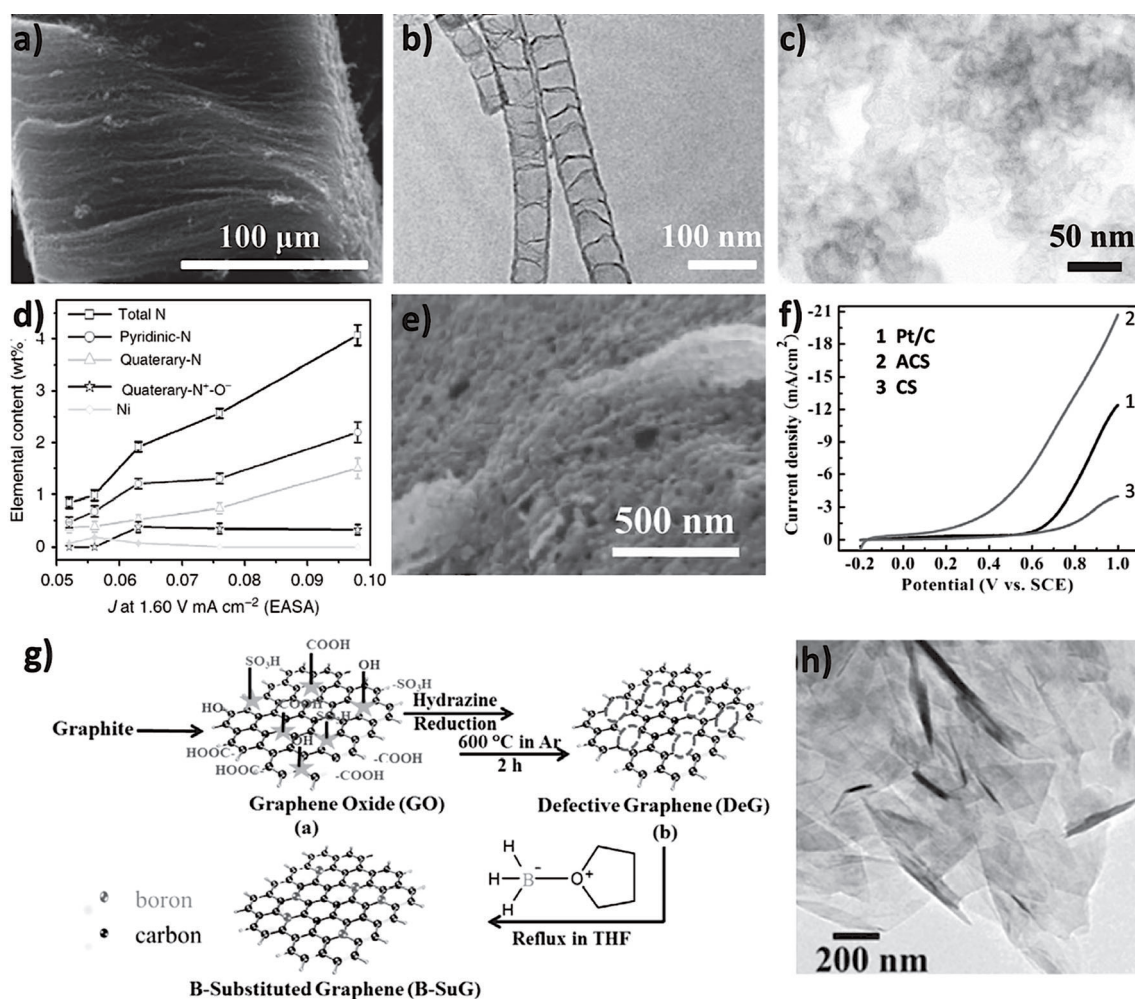 a)
100 µm
b)
100 nm
c)
50 nm
d)
Total N
Pyridinic-N
Quaterary-N
Quaterary-N⁺-O⁻
Ni
Elemental content (wt%)
4
3
2
1
0
0.05 0.06 0.07 0.08 0.09 0.10
J at 1.60 V mA cm⁻² (EASA)
e)
500 nm
f)
1 Pt/C
2 ACS
3 CS
Current density (mA/cm²)
-21
-18
-15
-12
-9
-6
-3
0
2
1
3
-0.2 0.0 0.2 0.4 0.6 0.8 1.0
Potential (V vs. SCE)
g)
Graphite
SO₃H
COOH
OH
-SO₃H
HO
COOH
SO₃H
OH
HOOC-
HOOC-
-COOH
-COOH
Graphene Oxide (GO)
(a)
Hydrazine
Reduction
600 °C in Ar
2 h
Defective Graphene (DeG)
(b)
H
H B⁻ O⁺
H
Reflux in THF
boron
carbon
B-Substituted Graphene (B-SuG)
h)
200 nm